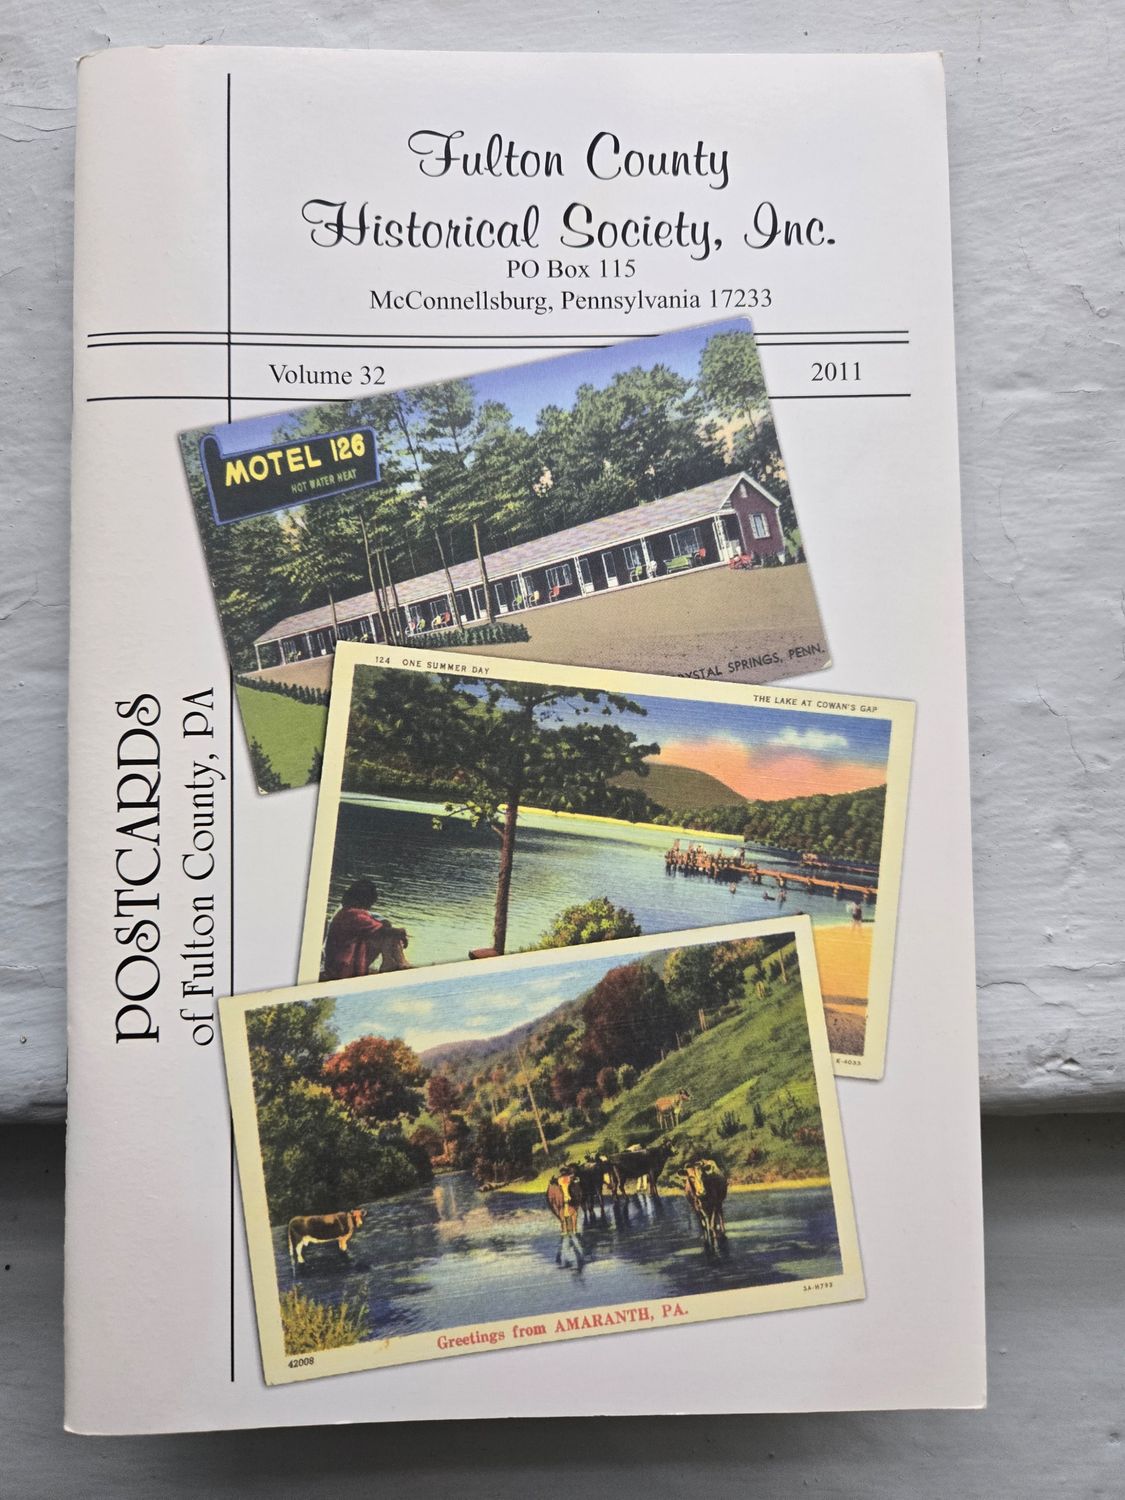 Fulton County
Historical Society, Inc.
PO Box 115
McConnellsburg, Pennsylvania 17233
Volume 32
2011
POSTCARDS
of Fulton County, PA
MOTEL 126
HOT WATER HEAT
SPRINGS, PENN.
124 ONE SUMMER DAY
THE LAKE AT COWAN'S GAP
E-4033
42008
Greetings from AMARANTH, PA.
3A-H793